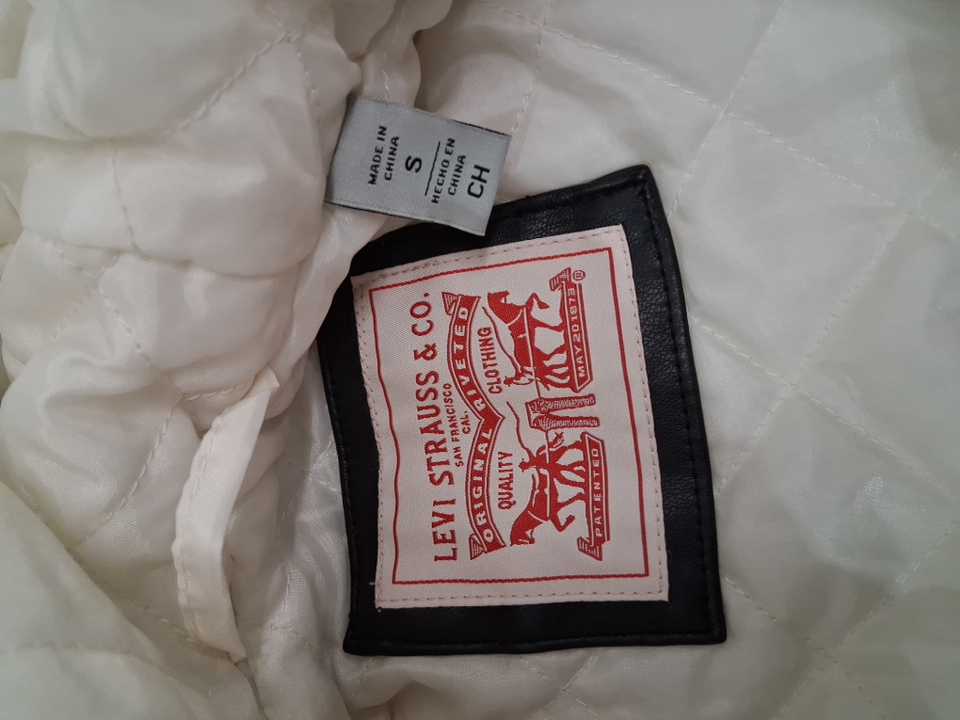 MADE IN
CHINA
S
HECHO EN
CHINA
CH
LEVI STRAUSS & CO.
SAN FRANCISCO
CAL.
ORIGINAL RIVETED
QUALITY CLOTHING
PATENTED MAY 20 1873 ®